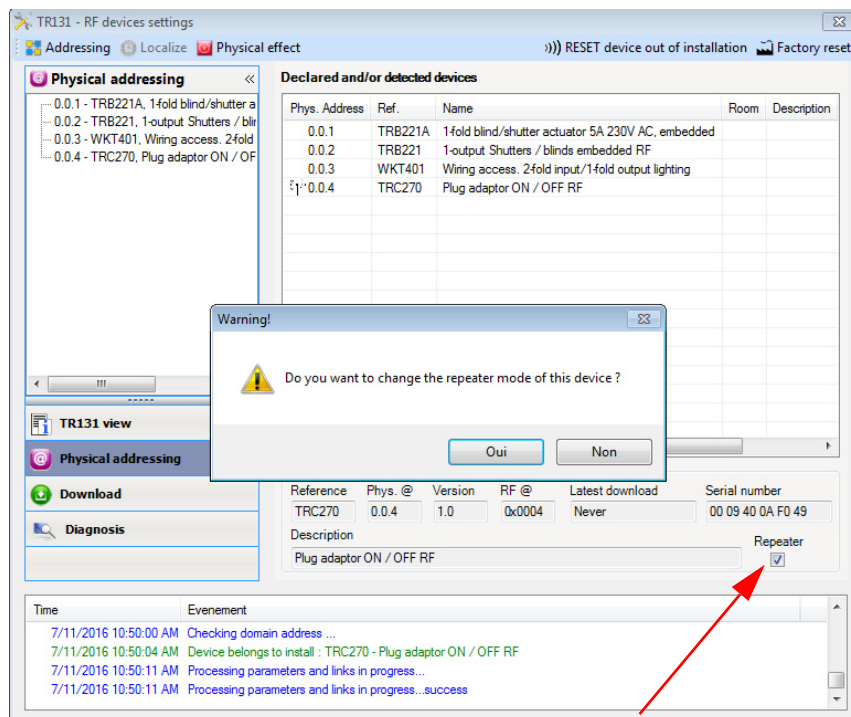 TR131 - RF devices settings
Addressing Localize Physical effect RESET device out of installation Factory reset
Physical addressing
0.0.1 - TRB221A, 1-fold blind/shutter a
0.0.2 - TRB221, 1-output Shutters / blir
0.0.3 - WKT401, Wiring access. 2-fold
0.0.4 - TRC270, Plug adaptor ON / OF
Declared and/or detected devices
Phys. Address Ref. Name Room Description
0.0.1 TRB221A 1-fold blind/shutter actuator 5A 230V AC, embedded
0.0.2 TRB221 1-output Shutters / blinds embedded RF
0.0.3 WKT401 Wiring access. 2-fold input/1-fold output lighting
0.0.4 TRC270 Plug adaptor ON / OFF RF
Warning!
Do you want to change the repeater mode of this device ?
Oui Non
TR131 view
Physical addressing
Download
Diagnosis
Reference Phys. @ Version RF @ Latest download Serial number
TRC270 0.0.4 1.0 0x0004 Never 00 09 40 0A F0 49
Description
Repeater
Plug adaptor ON / OFF RF
Time Evenement
7/11/2016 10:50:00 AM Checking domain address ...
7/11/2016 10:50:04 AM Device belongs to install : TRC270 - Plug adaptor ON / OFF RF
7/11/2016 10:50:11 AM Processing parameters and links in progress...
7/11/2016 10:50:11 AM Processing parameters and links in progress...success